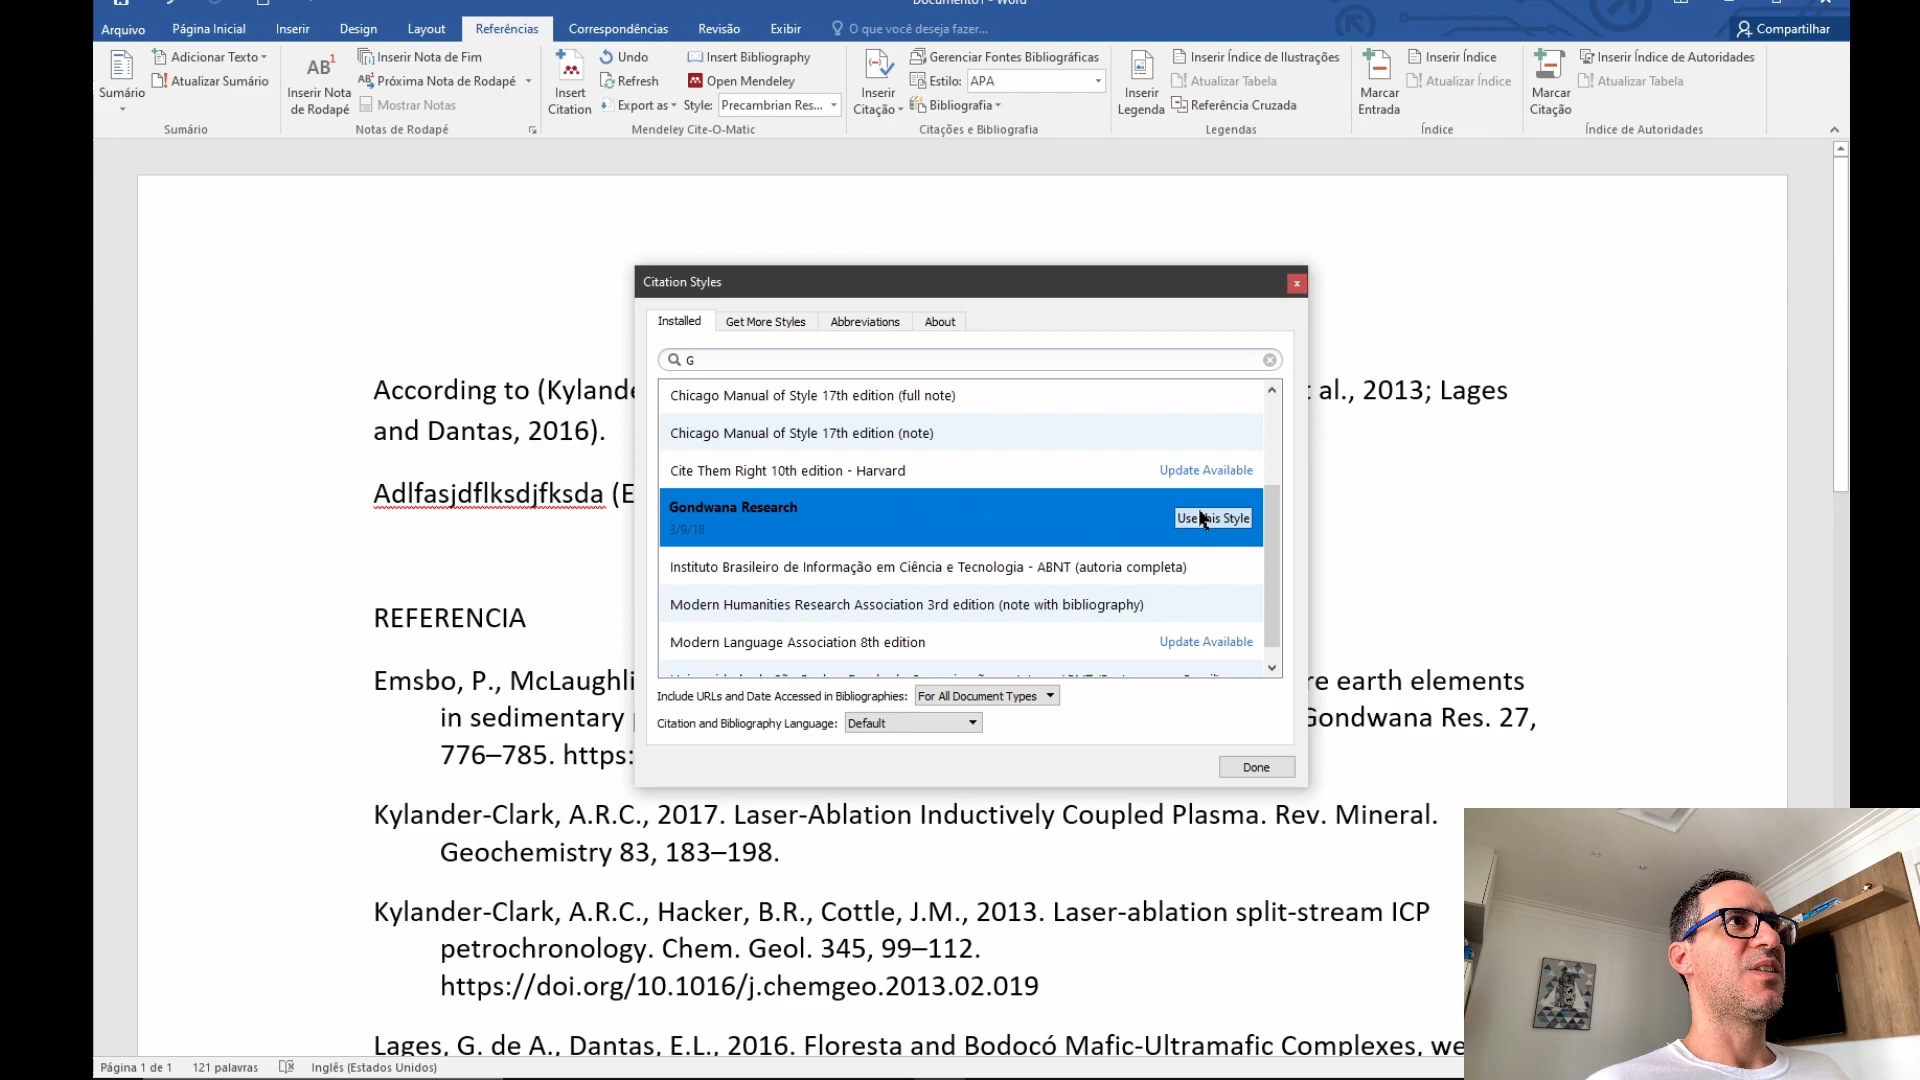 Documento1 - Word
Arquivo
Página Inicial
Inserir
Design
Layout
Referências
Correspondências
Revisão
Exibir
O que você deseja fazer...
Compartilhar
Sumário
Adicionar Texto
Atualizar Sumário
Sumário
AB
Inserir Nota
de Rodapé
Inserir Nota de Fim
Próxima Nota de Rodapé
Mostrar Notas
Notas de Rodapé
Insert
Citation
Undo
Refresh
Export as
Insert Bibliography
Open Mendeley
Style: Precambrian Res...
Mendeley Cite-O-Matic
Inserir
Citação
Gerenciar Fontes Bibliográficas
Estilo: APA
Bibliografia
Citações e Bibliografia
Inserir
Legenda
Inserir Índice de Ilustrações
Atualizar Tabela
Referência Cruzada
Legendas
Marcar
Entrada
Inserir Índice
Atualizar Índice
Índice
Marcar
Citação
Inserir Índice de Autoridades
Atualizar Tabela
Índice de Autoridades
According to (Kylande
al., 2013; Lages
and Dantas, 2016).
Adlfasjdflksdjfksda (E
REFERENCIA
Emsbo, P., McLaughli
re earth elements
in sedimentary
Gondwana Res. 27,
776–785. https:
Kylander-Clark, A.R.C., 2017. Laser-Ablation Inductively Coupled Plasma. Rev. Mineral.
Geochemistry 83, 183–198.
Kylander-Clark, A.R.C., Hacker, B.R., Cottle, J.M., 2013. Laser-ablation split-stream ICP
petrochronology. Chem. Geol. 345, 99–112.
https://doi.org/10.1016/j.chemgeo.2013.02.019
Lages, G. de A., Dantas, E.L., 2016. Floresta and Bodocó Mafic-Ultramafic Complexes, we
Citation Styles
Installed
Get More Styles
Abbreviations
About
G
Chicago Manual of Style 17th edition (full note)
Chicago Manual of Style 17th edition (note)
Cite Them Right 10th edition - Harvard
Update Available
Gondwana Research
3/9/18
Use this Style
Instituto Brasileiro de Informação em Ciência e Tecnologia - ABNT (autoria completa)
Modern Humanities Research Association 3rd edition (note with bibliography)
Modern Language Association 8th edition
Update Available
Include URLs and Date Accessed in Bibliographies: For All Document Types
Citation and Bibliography Language: Default
Done
Página 1 de 1
121 palavras
Inglês (Estados Unidos)